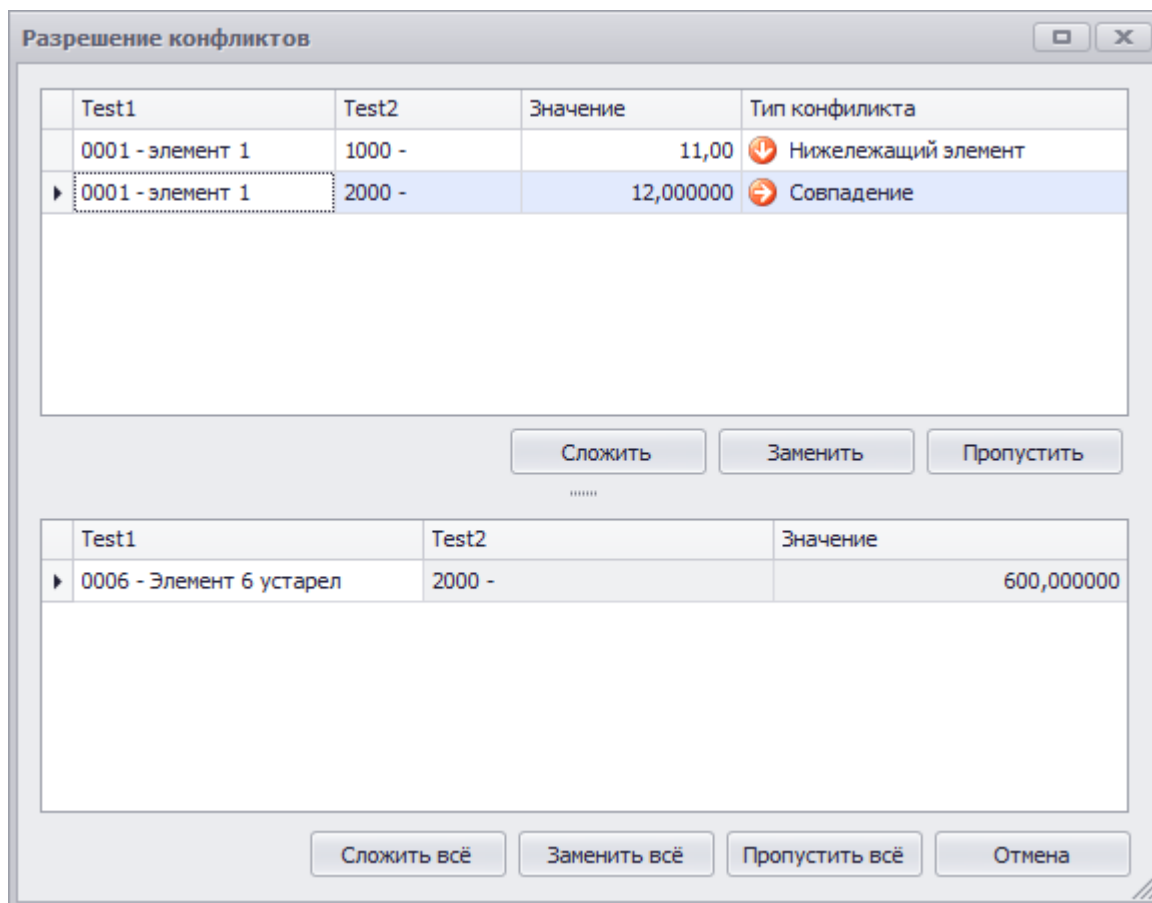 Разрешение конфликтов
Test1 Test2 Значение Тип конфиликта
0001 - элемент 1 1000 - 11,00 Нижележащий элемент
0001 - элемент 1 2000 - 12,000000 Совпадение
Сложить Заменить Пропустить
Test1 Test2 Значение
0006 - Элемент 6 устарел 2000 - 600,000000
Сложить всё Заменить всё Пропустить всё Отмена